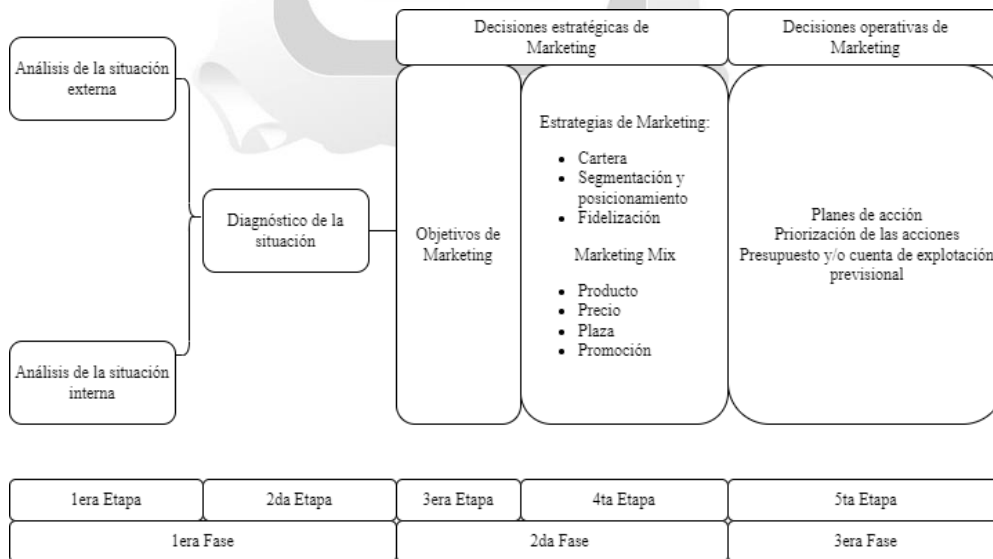 Decisiones estratégicas de
Marketing
Decisiones operativas de
Marketing
Análisis de la situación
externa
Análisis de la situación
interna
Diagnóstico de la
situación
Objetivos de
Marketing
Estrategias de Marketing:
• Cartera
• Segmentación y
posicionamiento
• Fidelización
Marketing Mix
• Producto
• Precio
• Plaza
• Promoción
Planes de acción
Priorización de las acciones
Presupuesto y/o cuenta de explotación
previsional
1era Etapa
2da Etapa
3era Etapa
4ta Etapa
5ta Etapa
1era Fase
2da Fase
3era Fase